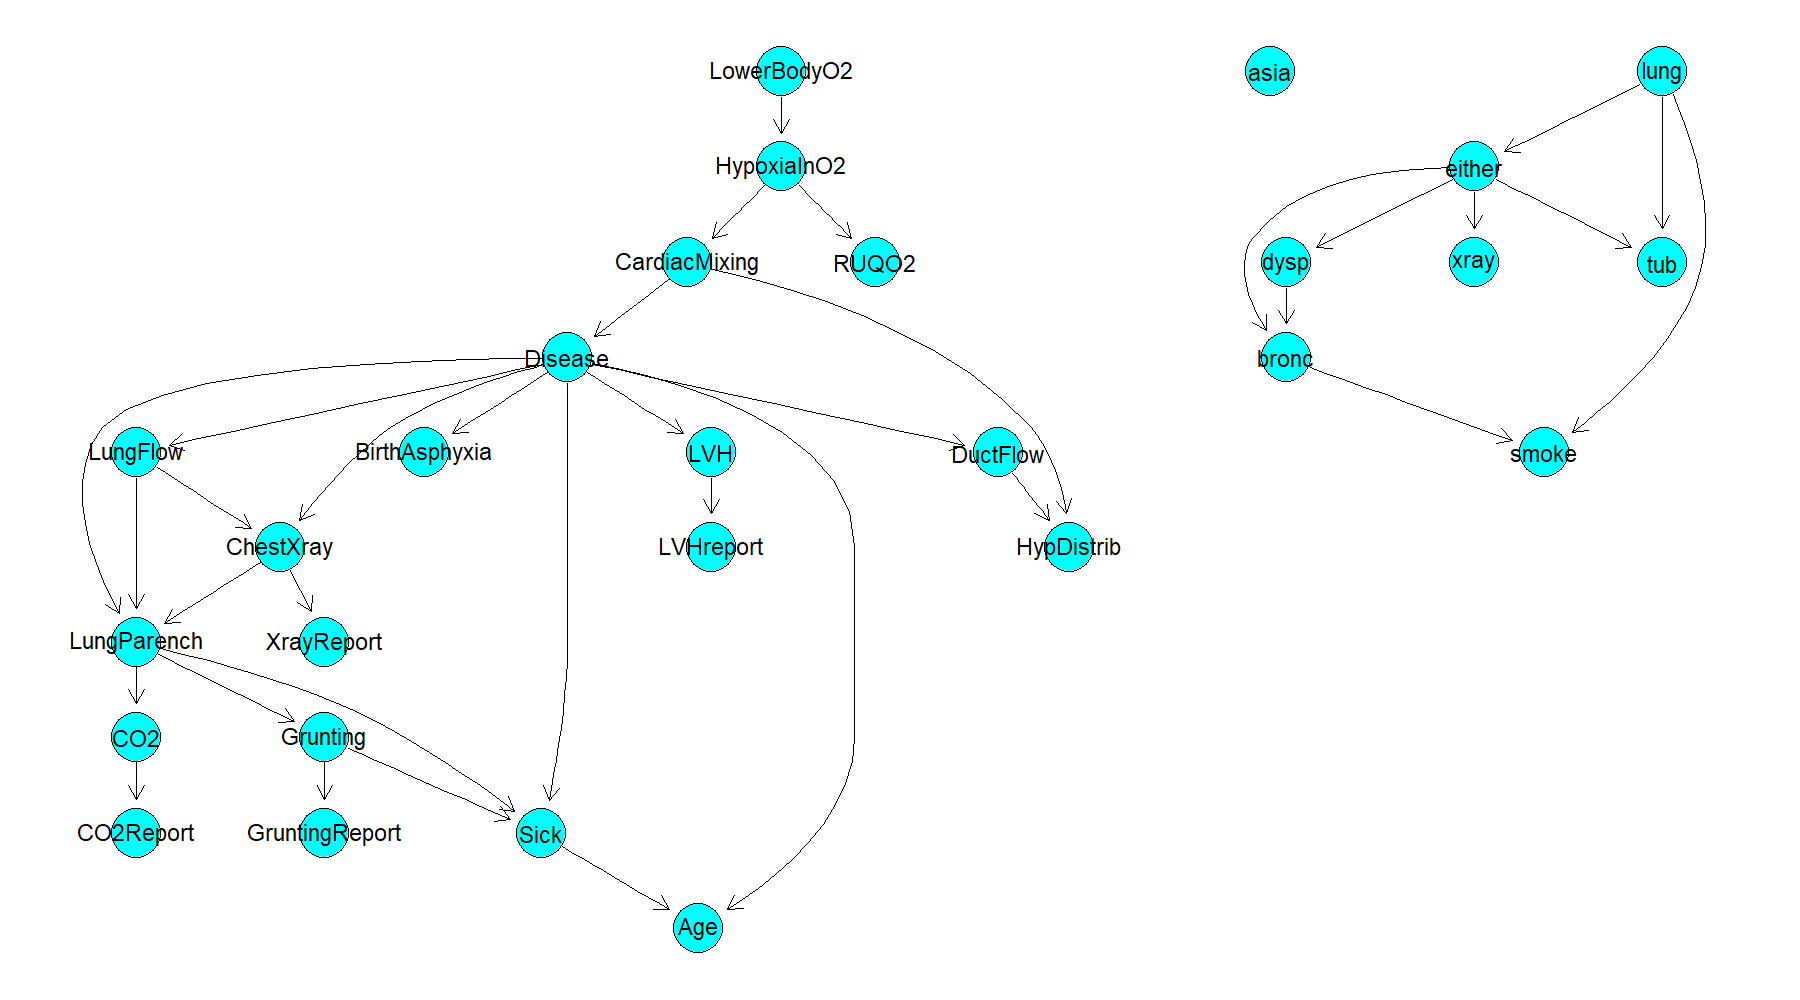 LowerBodyO2
asia
lung
HypoxiaInO2
either
CardiacMixing
RUQO2
dysp
xray
tub
Disease
bronc
LungFlow
BirthAsphyxia
LVH
DuctFlow
smoke
ChestXray
LVHreport
HypDistrib
LungParench
XrayReport
CO2
Grunting
CO2Report
GruntingReport
Sick
Age